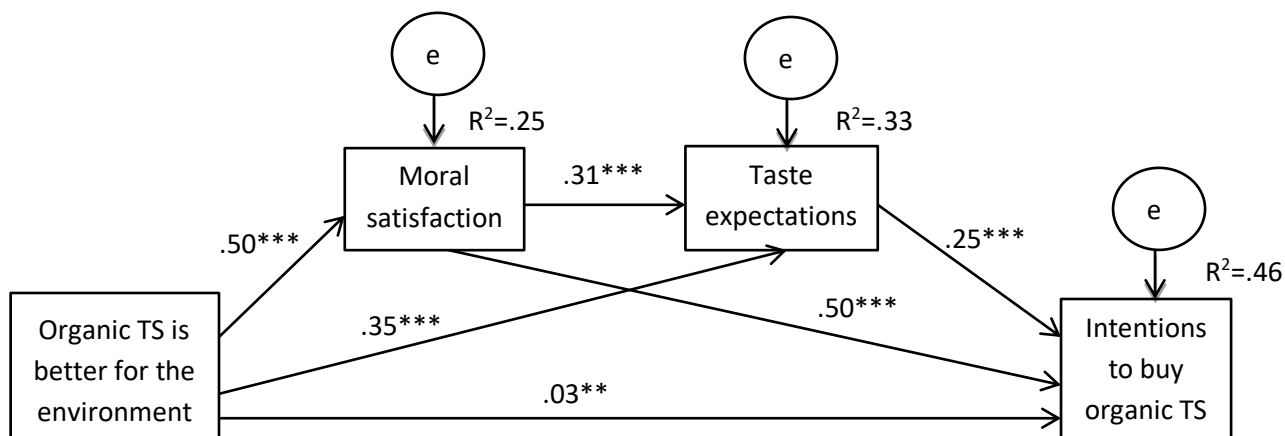 e
e
R²=.25
R²=.33
Moral
satisfaction
.31***
Taste
expectations
e
.50***
.25***
R²=.46
Organic TS is
better for the
environment
.35***
.50***
Intentions
to buy
organic TS
.03**